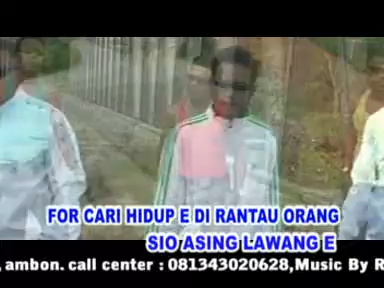 FOR CARI HIDUP E DI RANTAU ORANG
SIO ASING LAWANG E
, ambon. call center : 081343020628,Music By R